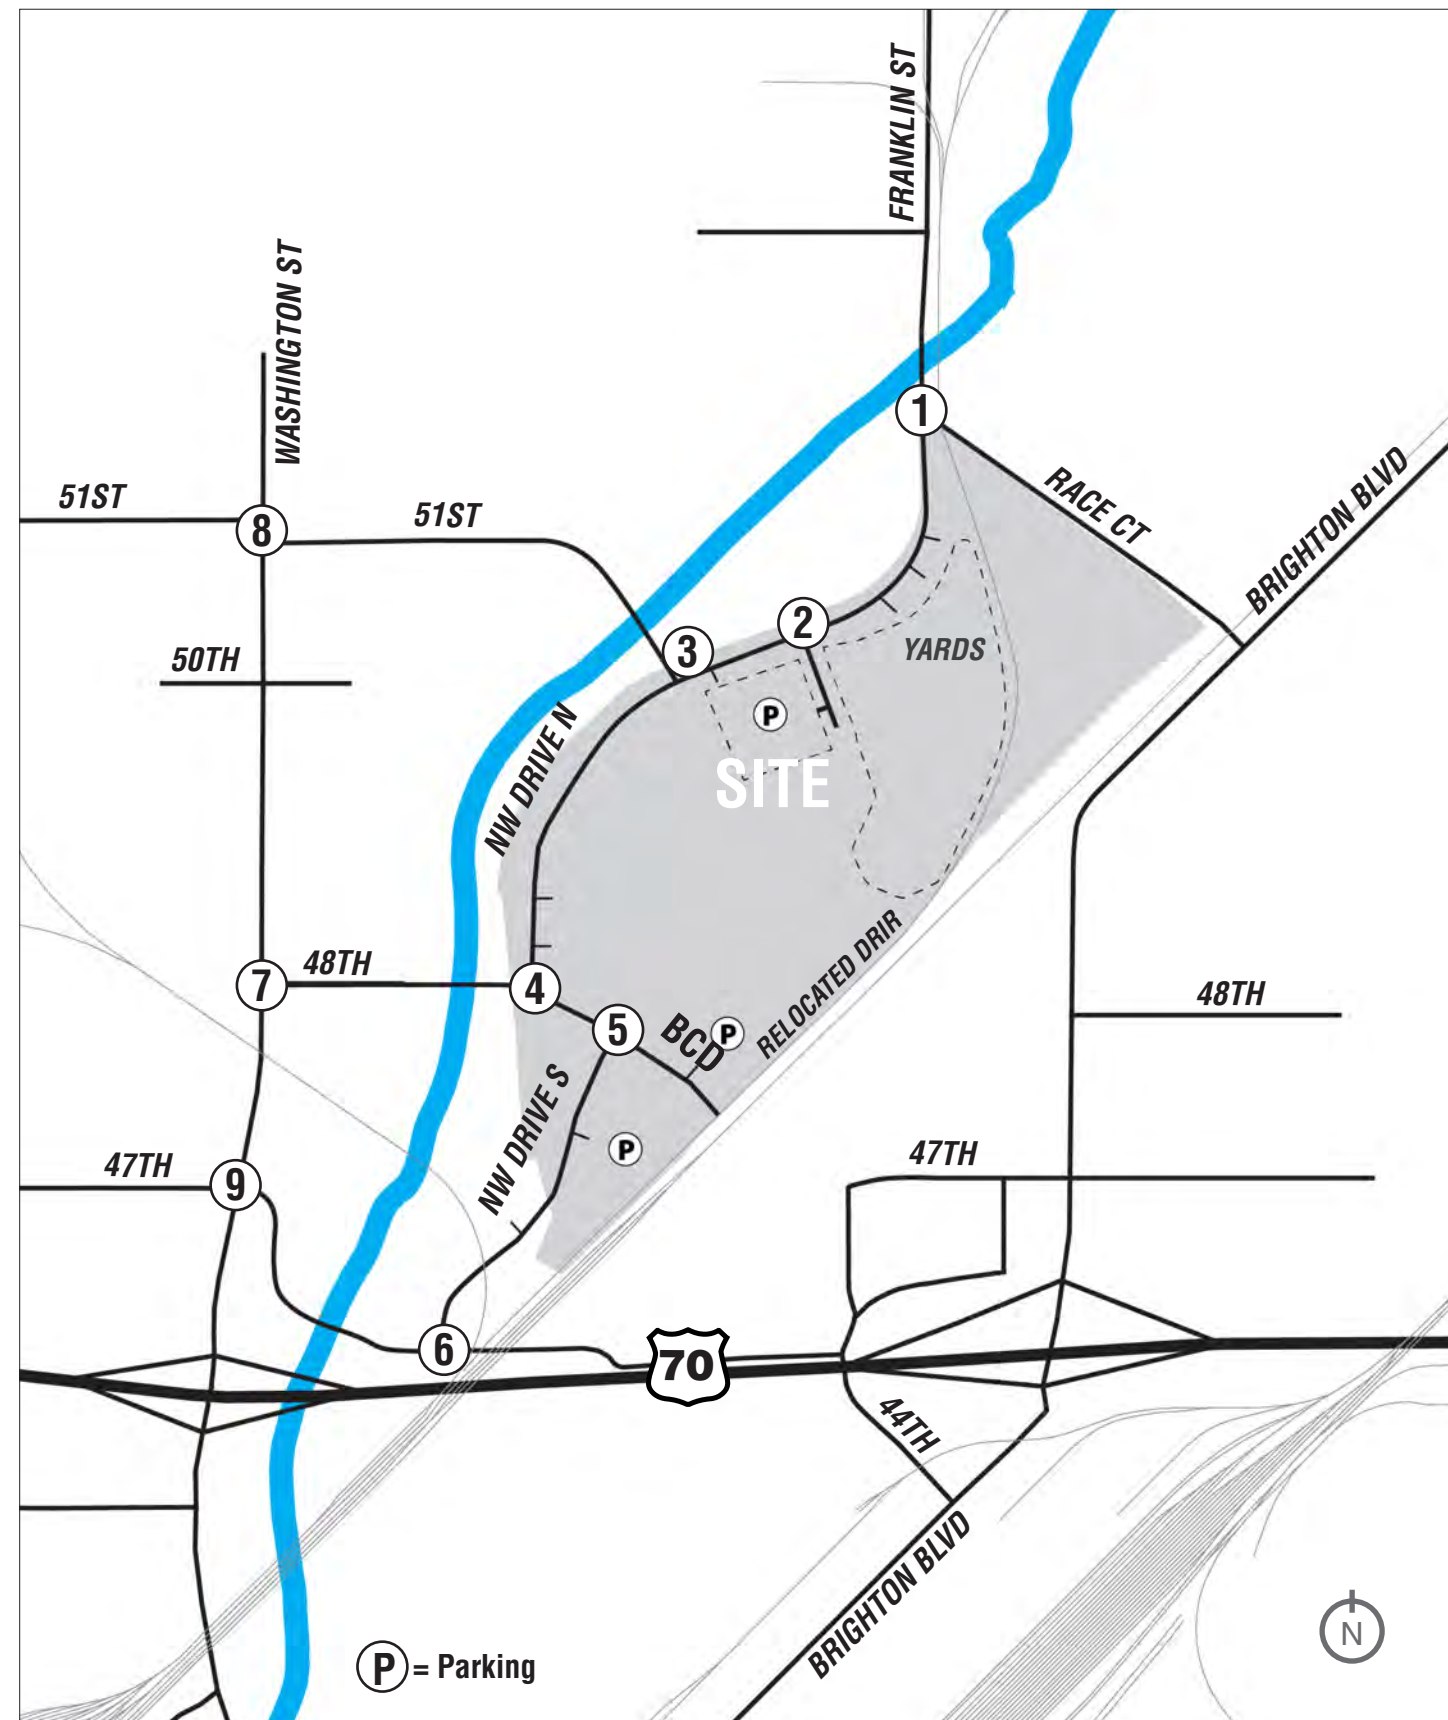 FRANKLIN ST
WASHINGTON ST
1
RACE CT
BRIGHTON BLVD
51ST
8
51ST
2
3
50TH
YARDS
P
NW DRIVE N
SITE
RELOCATED DRIR
48TH
7
4
48TH
5
BCD
P
NW DRIVE S
P
47TH
9
47TH
6
70
44TH
BRIGHTON BLVD
P = Parking
N